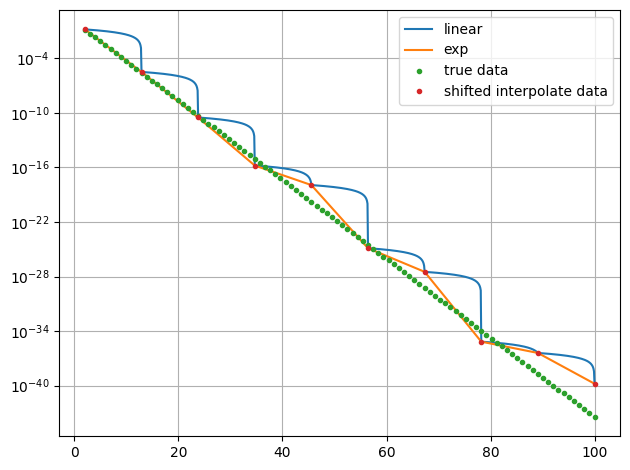 linear
exp
true data
shifted interpolate data
10⁻⁴
10⁻¹⁰
10⁻¹⁶
10⁻²²
10⁻²⁸
10⁻³⁴
10⁻⁴⁰
0 20 40 60 80 100